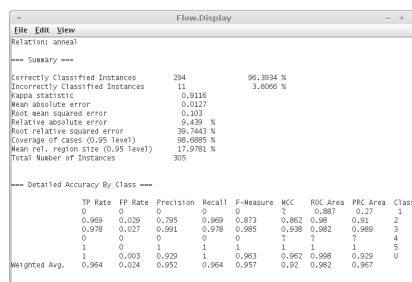 Flow.Display
File Edit View
Relation: anneal
=== Summary ===
Correctly Classified Instances 294 96.3934 %
Incorrectly Classified Instances 11 3.6066 %
Kappa statistic 0.9116
Mean absolute error 0.0127
Root mean squared error 0.103
Relative absolute error 9.439 %
Root relative squared error 39.7443 %
Coverage of cases (0.95 level) 98.6885 %
Mean rel. region size (0.95 level) 17.9781 %
Total Number of Instances 305
=== Detailed Accuracy By Class ===
TP Rate FP Rate Precision Recall F-Measure MCC ROC Area PRC Area Clas
0 0 0 0 0 ? 0.887 0.27 1
0.969 0.029 0.795 0.969 0.873 0.862 0.98 0.91 2
0.978 0.027 0.991 0.978 0.985 0.938 0.982 0.989 3
0 0 0 0 0 ? ? ? 4
1 0 1 1 1 1 1 1 5
1 0.003 0.929 1 0.963 0.962 0.998 0.929 U
Weighted Avg. 0.964 0.024 0.952 0.964 0.957 0.92 0.982 0.967